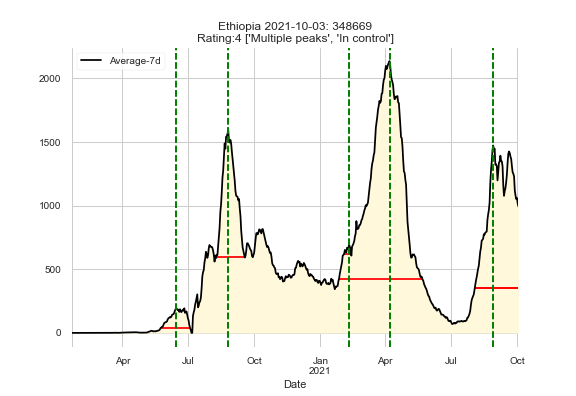 Ethiopia 2021-10-03: 348669
Rating:4 ['Multiple peaks', 'In control']
Average-7d
2000
1500
1000
500
0
Apr Jul Oct Jan Apr Jul Oct
2021
Date